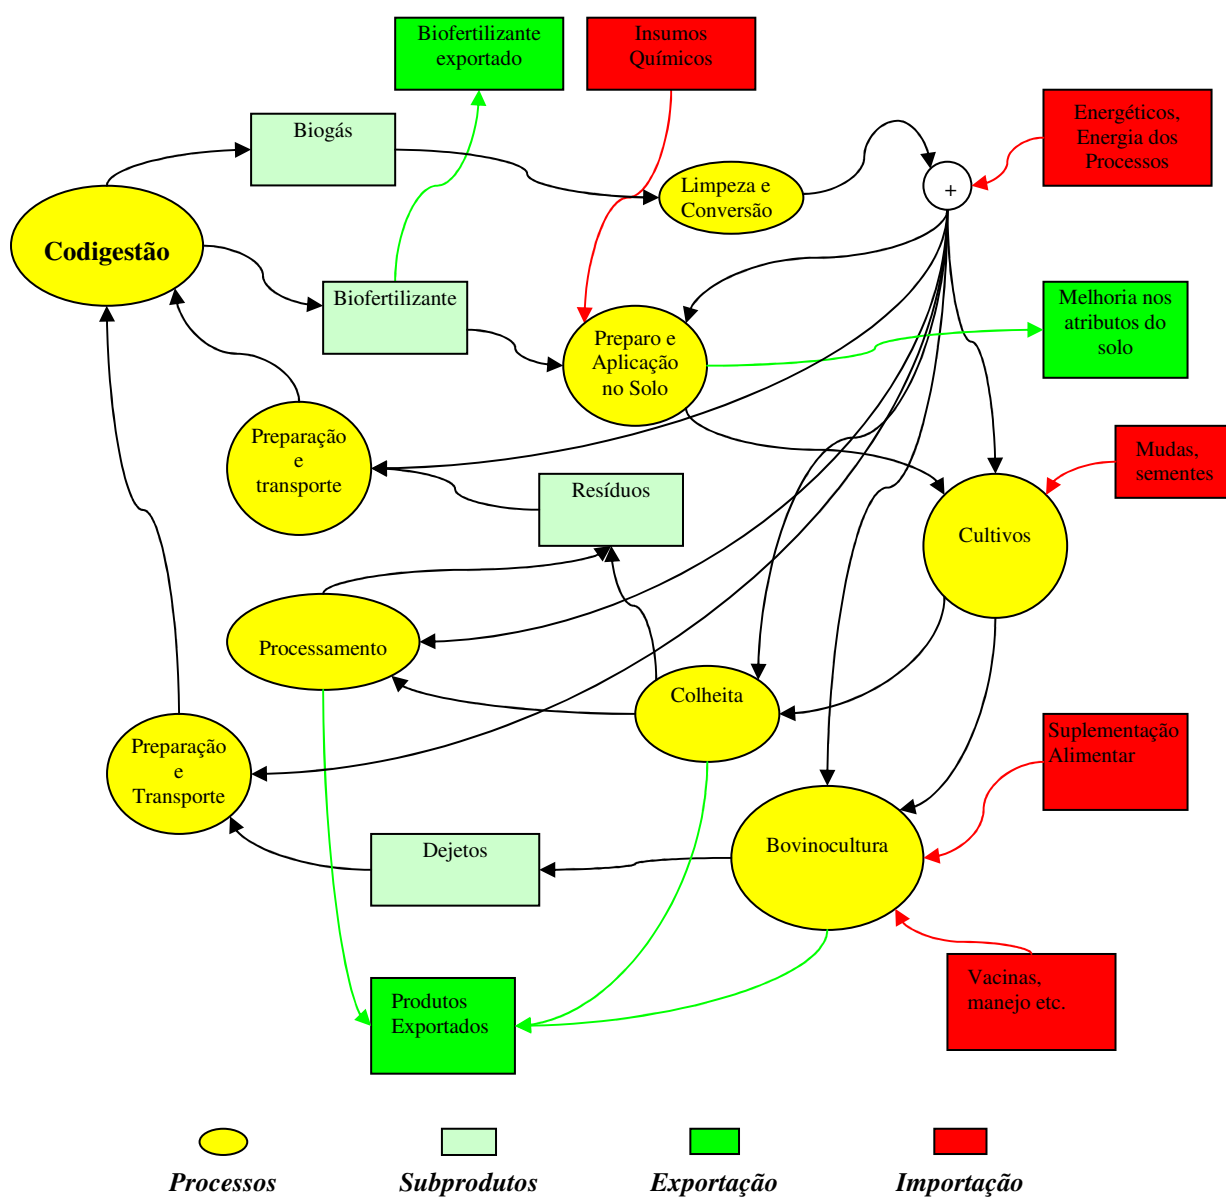 Biofertilizante
exportado
Insumos
Químicos
Biogás
Energéticos,
Energia dos
Processos
Limpeza e
Conversão
+
Codigestão
Biofertilizante
Melhoria nos
atributos do
solo
Preparo e
Aplicação
no Solo
Preparação
e
transporte
Resíduos
Mudas,
sementes
Cultivos
Processamento
Colheita
Preparação
e
Transporte
Suplementação
Alimentar
Dejetos
Bovinocultura
Vacinas,
manejo etc.
Produtos
Exportados
Processos
Subprodutos
Exportação
Importação